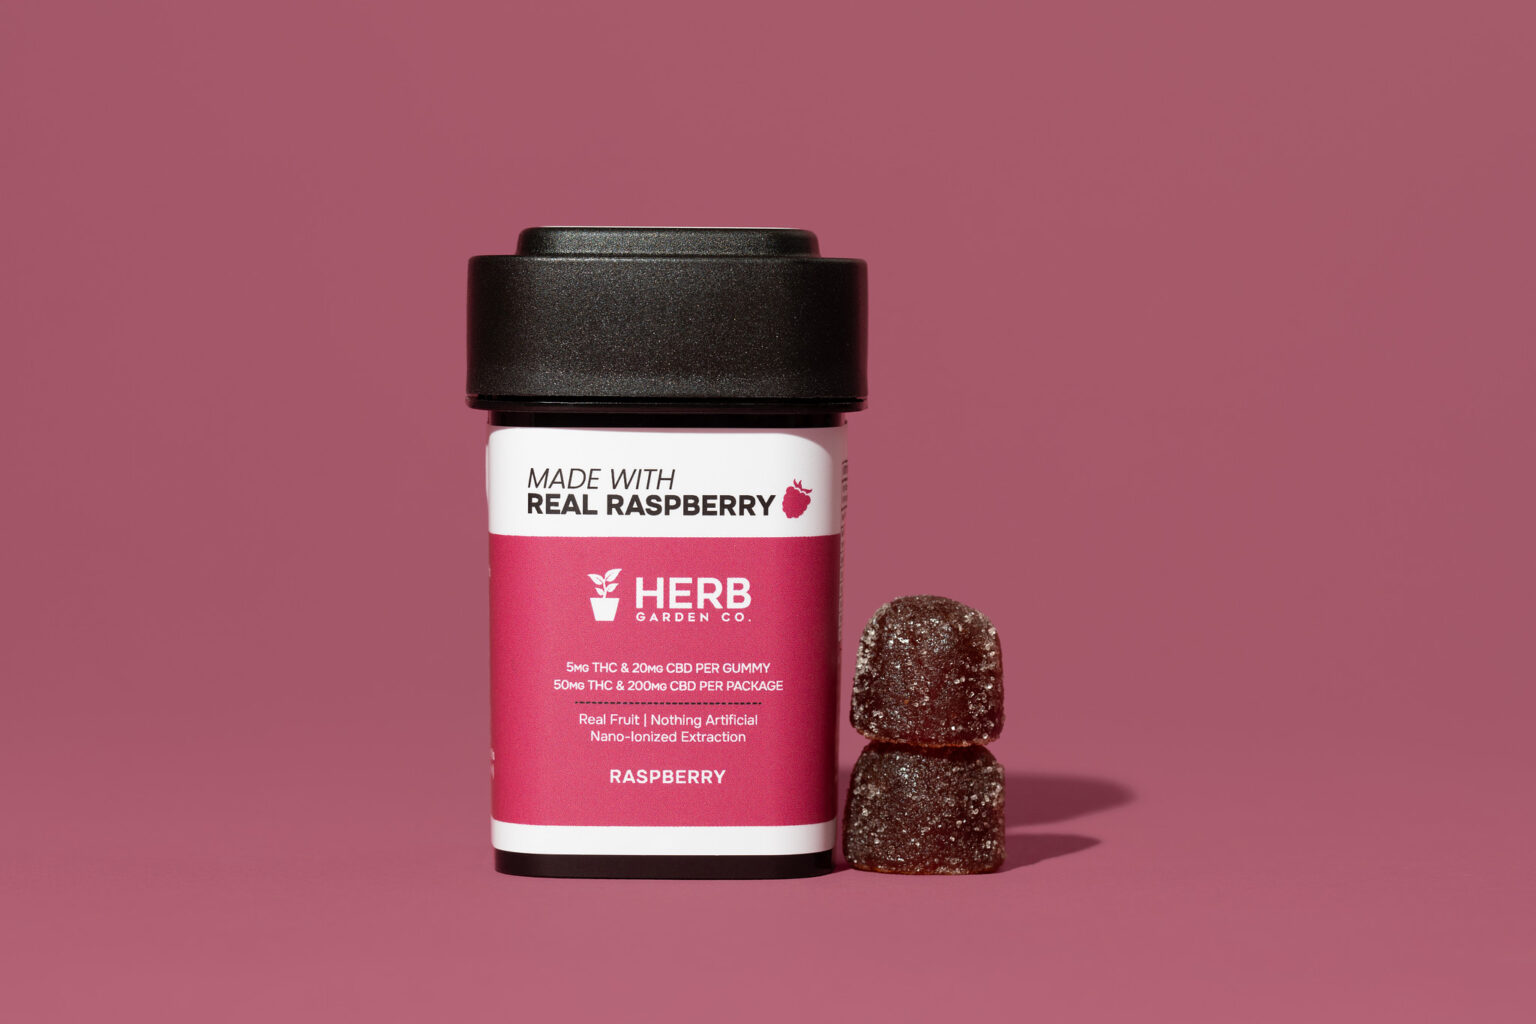 MADE WITH
REAL RASPBERRY
HERB
GARDEN CO.
5MG THC & 20MG CBD PER GUMMY
50MG THC & 200MG CBD PER PACKAGE
Real Fruit | Nothing Artificial
Nano-Ionized Extraction
RASPBERRY